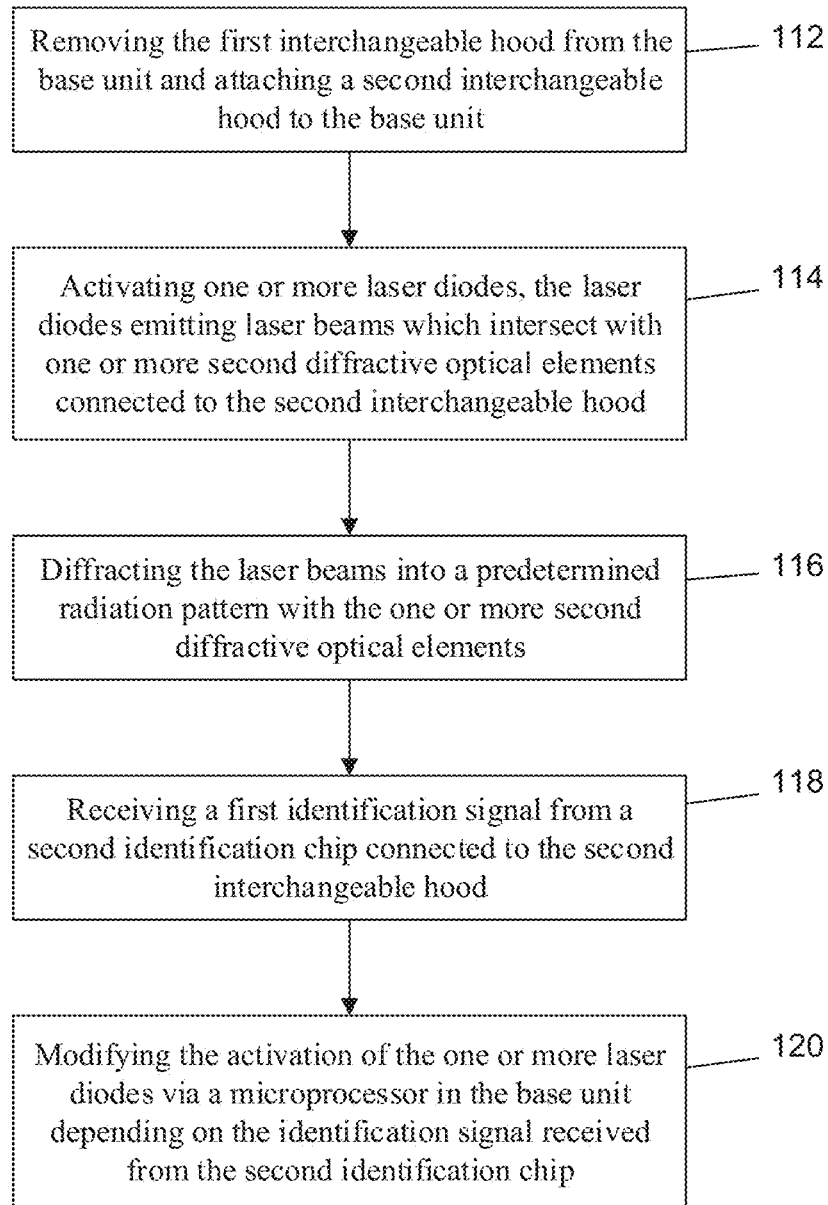 Removing the first interchangeable hood from the
base unit and attaching a second interchangeable
hood to the base unit
112
Activating one or more laser diodes, the laser
diodes emitting laser beams which intersect with
one or more second diffractive optical elements
connected to the second interchangeable hood
114
Diffracting the laser beams into a predetermined
radiation pattern with the one or more second
diffractive optical elements
116
Receiving a first identification signal from a
second identification chip connected to the second
interchangeable hood
118
Modifying the activation of the one or more laser
diodes via a microprocessor in the base unit
depending on the identification signal received
from the second identification chip
120